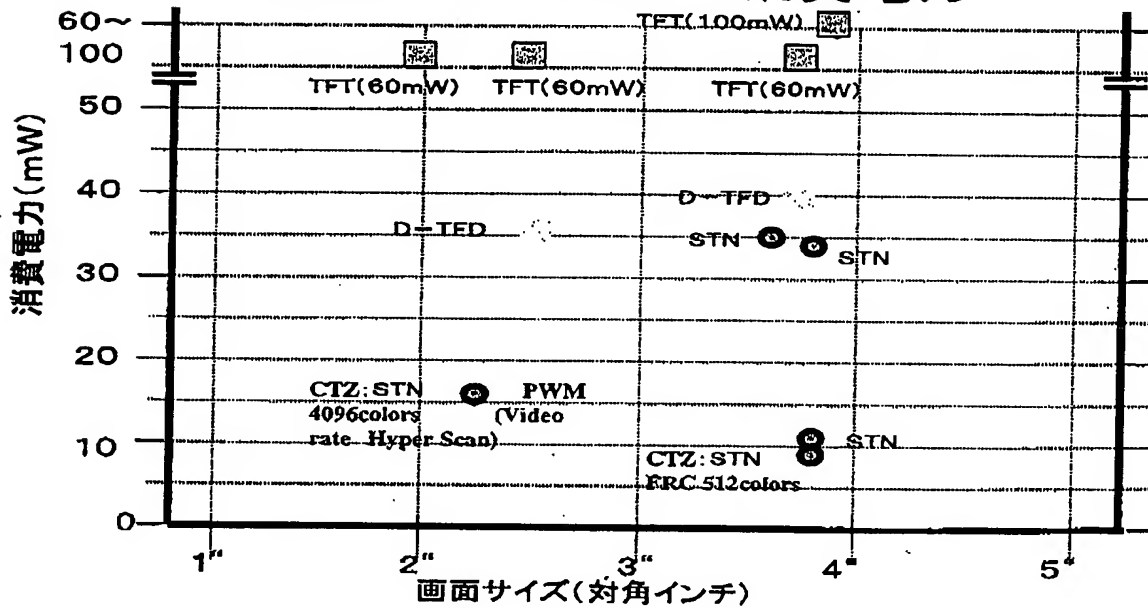 TFT(100mW)
60～
100
TFT(60mW)
TFT(60mW)
TFT(60mW)
50
消費電力(mW)
40
D-TFD
D-TFD
STN
STN
30
20
CTZ:STN PWM
4096colors (Video
rate Hyper Scan)
10
STN
CTZ:STN
FRC 512colors
0
1"
2"
3"
4"
5"
画面サイズ(対角インチ)